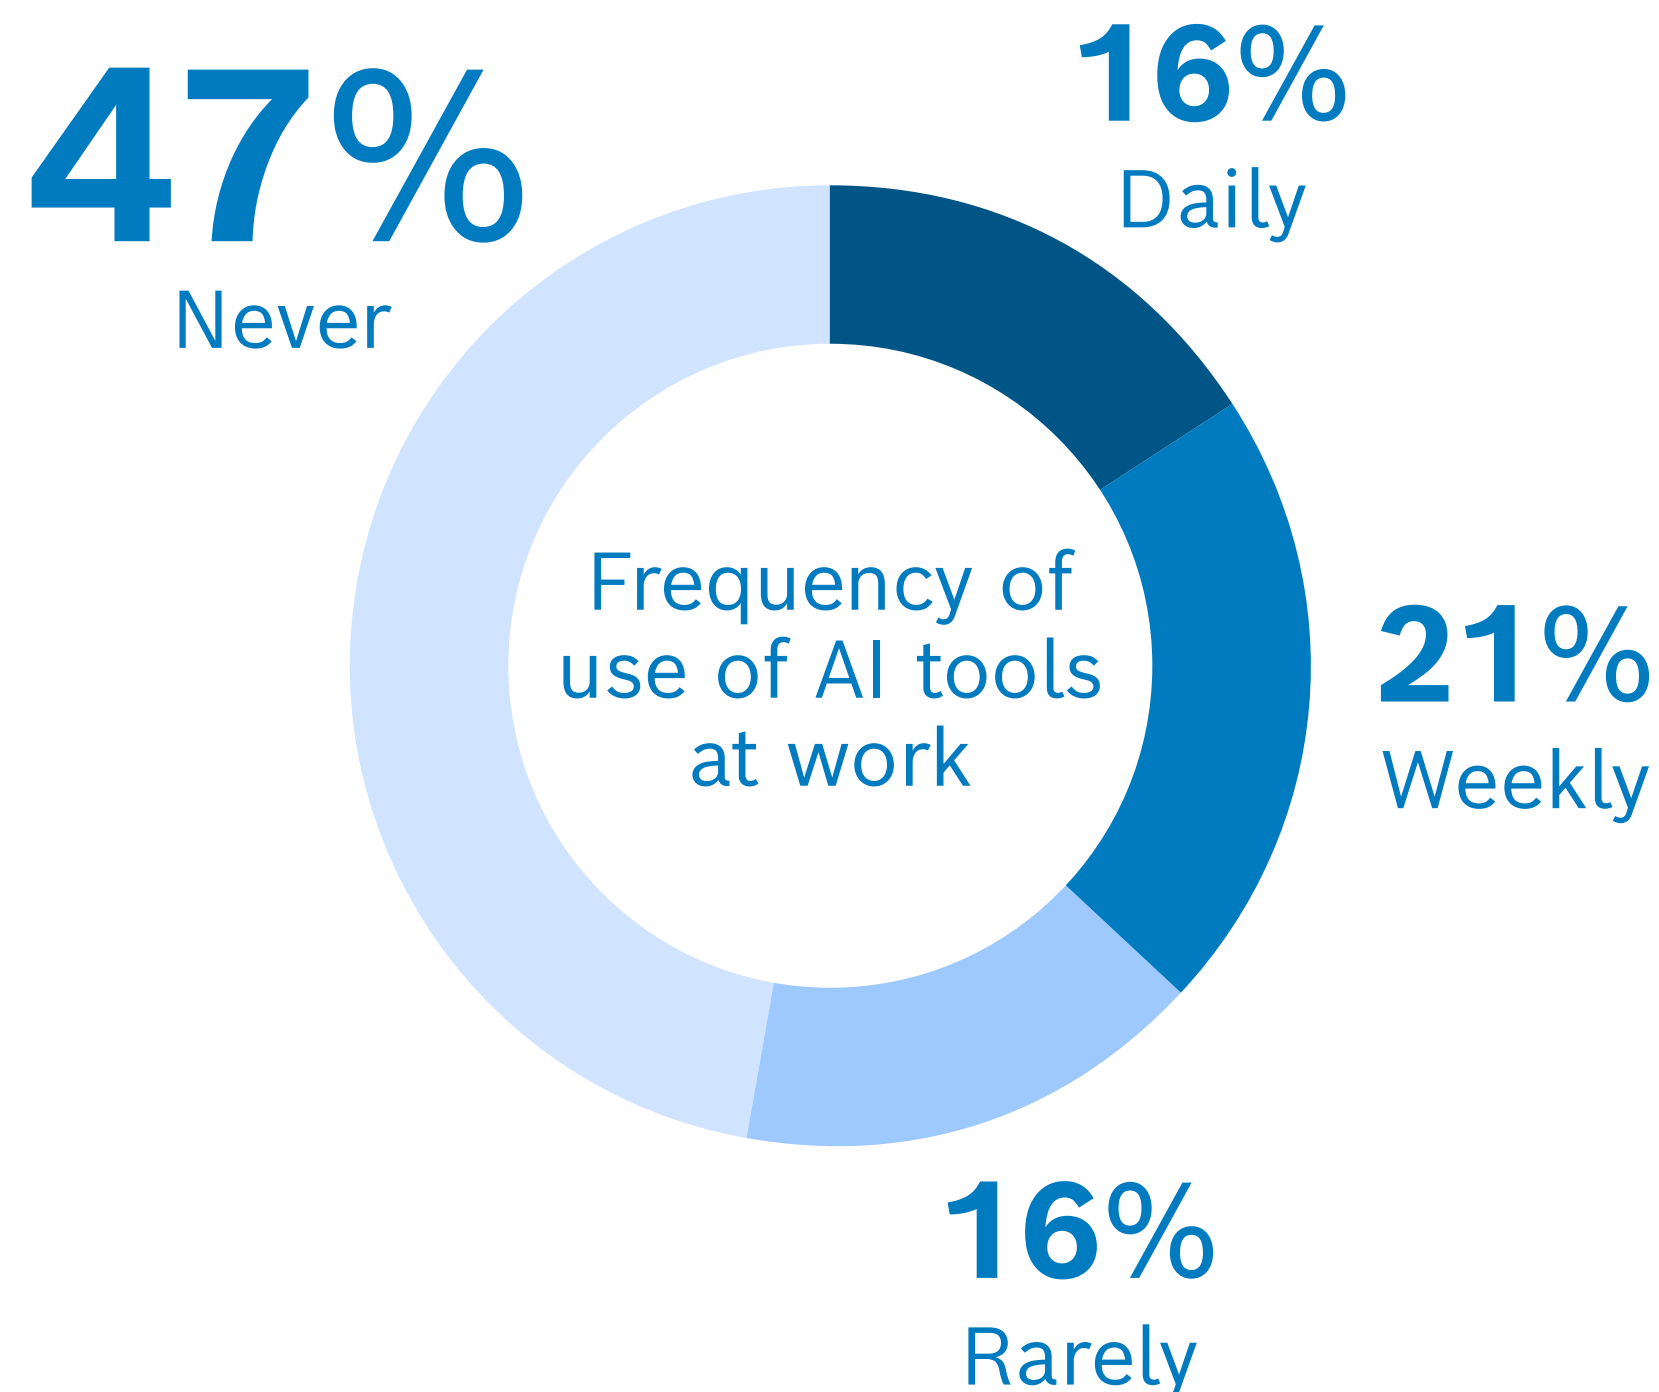 47%
Never
16%
Daily
Frequency of
use of AI tools
at work
21%
Weekly
16%
Rarely